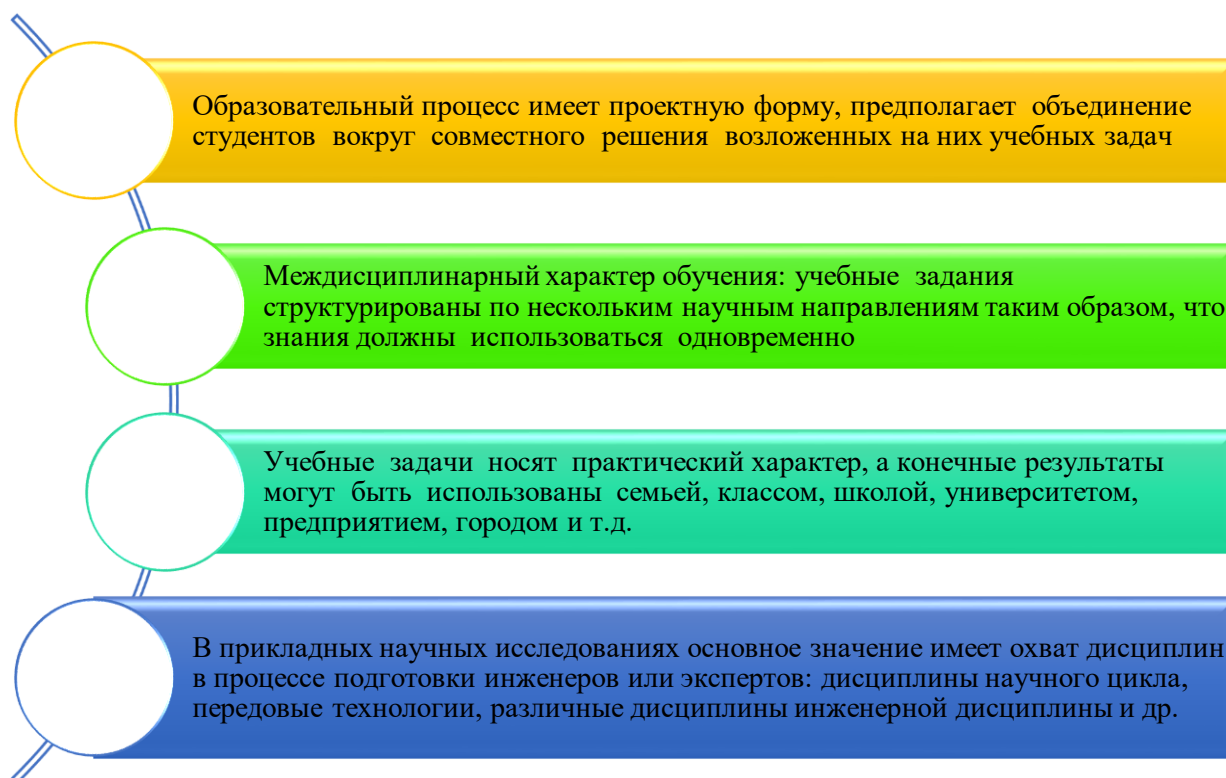 Образовательный процесс имеет проектную форму, предполагает объединение
студентов вокруг совместного решения возложенных на них учебных задач
Междисциплинарный характер обучения: учебные задания
структурированы по нескольким научным направлениям таким образом, что
знания должны использоваться одновременно
Учебные задачи носят практический характер, а конечные результаты
могут быть использованы семьей, классом, школой, университетом,
предприятием, городом и т.д.
В прикладных научных исследованиях основное значение имеет охват дисциплин
в процессе подготовки инженеров или экспертов: дисциплины научного цикла,
передовые технологии, различные дисциплины инженерной дисциплины и др.